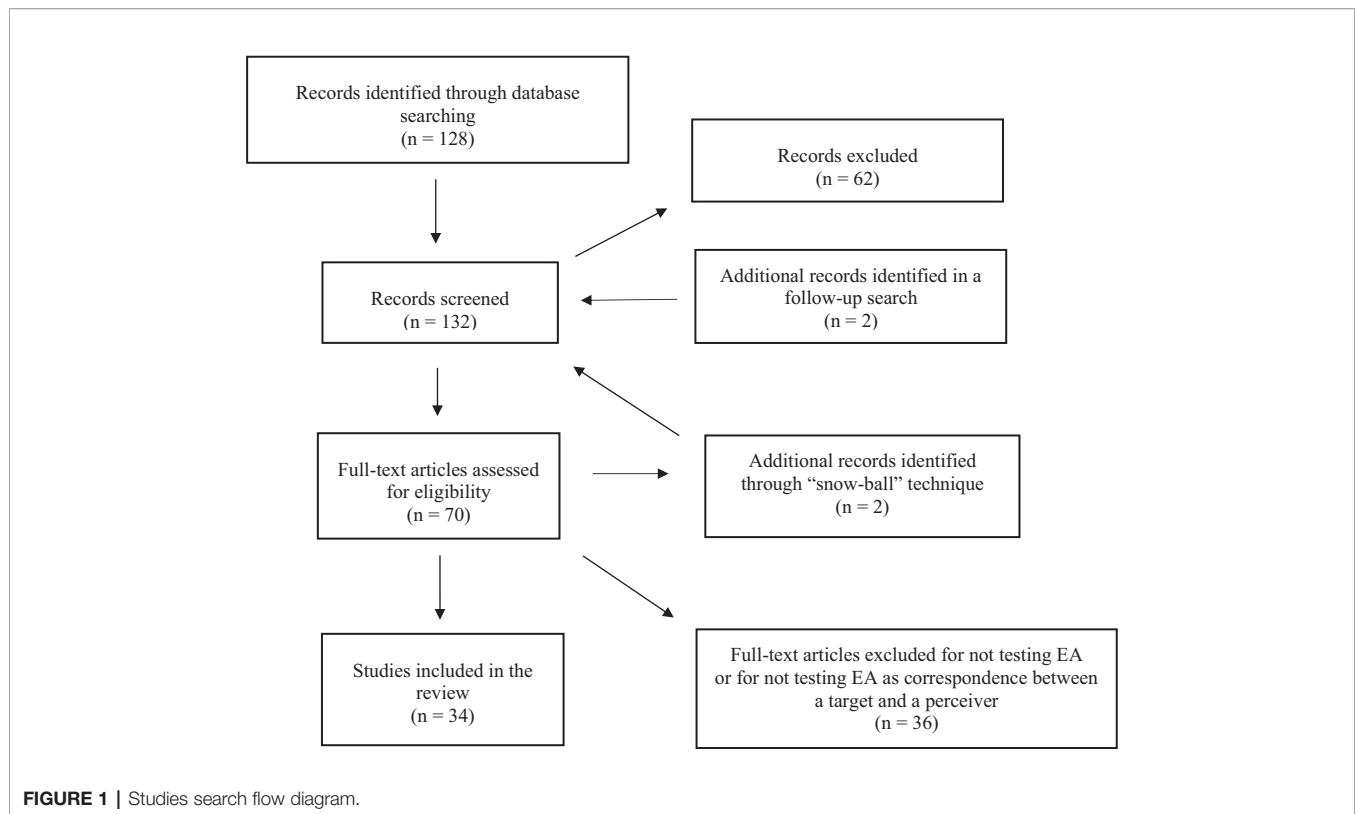 Records identified through database
searching
(n = 128)
Records excluded
(n = 62)
Records screened
(n = 132)
Additional records identified in a
follow-up search
(n = 2)
Full-text articles assessed
for eligibility
(n = 70)
Additional records identified
through “snow-ball” technique
(n = 2)
Studies included in the
review
(n = 34)
Full-text articles excluded for not testing EA
or for not testing EA as correspondence between
a target and a perceiver
(n = 36)
FIGURE 1 | Studies search flow diagram.